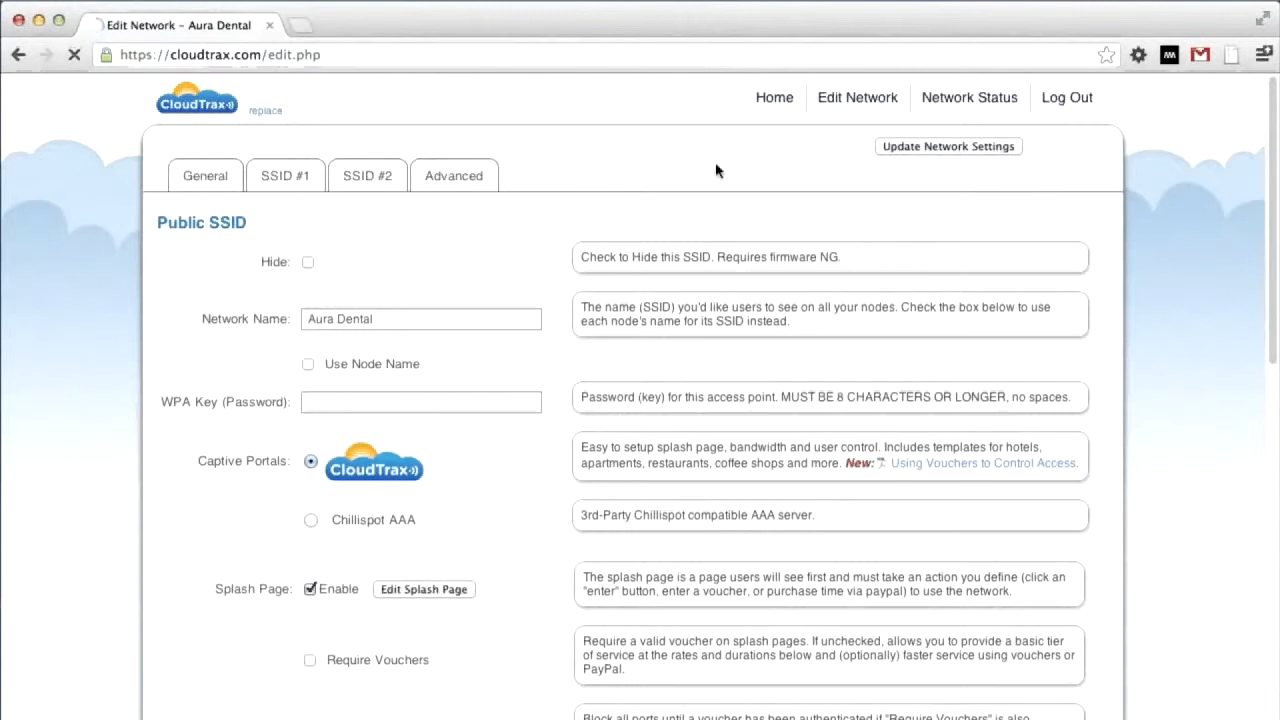 Edit Network - Aura Dental
https://cloudtrax.com/edit.php
CloudTrax
replace
Home
Edit Network
Network Status
Log Out
Update Network Settings
General
SSID #1
SSID #2
Advanced
Public SSID
Hide:
Check to Hide this SSID. Requires firmware NG.
Network Name:
Aura Dental
The name (SSID) you'd like users to see on all your nodes. Check the box below to use
each node's name for its SSID instead.
Use Node Name
WPA Key (Password):
Password (key) for this access point. MUST BE 8 CHARACTERS OR LONGER, no spaces.
Captive Portals:
CloudTrax
Easy to setup splash page, bandwidth and user control. Includes templates for hotels,
apartments, restaurants, coffee shops and more. New: Using Vouchers to Control Access.
Chillispot AAA
3rd-Party Chillispot compatible AAA server.
Splash Page:
Enable
Edit Splash Page
The splash page is a page users will see first and must take an action you define (click an
"enter" button, enter a voucher, or purchase time via paypal) to use the network.
Require Vouchers
Require a valid voucher on splash pages. If unchecked, allows you to provide a basic tier
of service at the rates and durations below and (optionally) faster service using vouchers or
PayPal.
Block all ports until a voucher has been authenticated if "Require Vouchers" is also